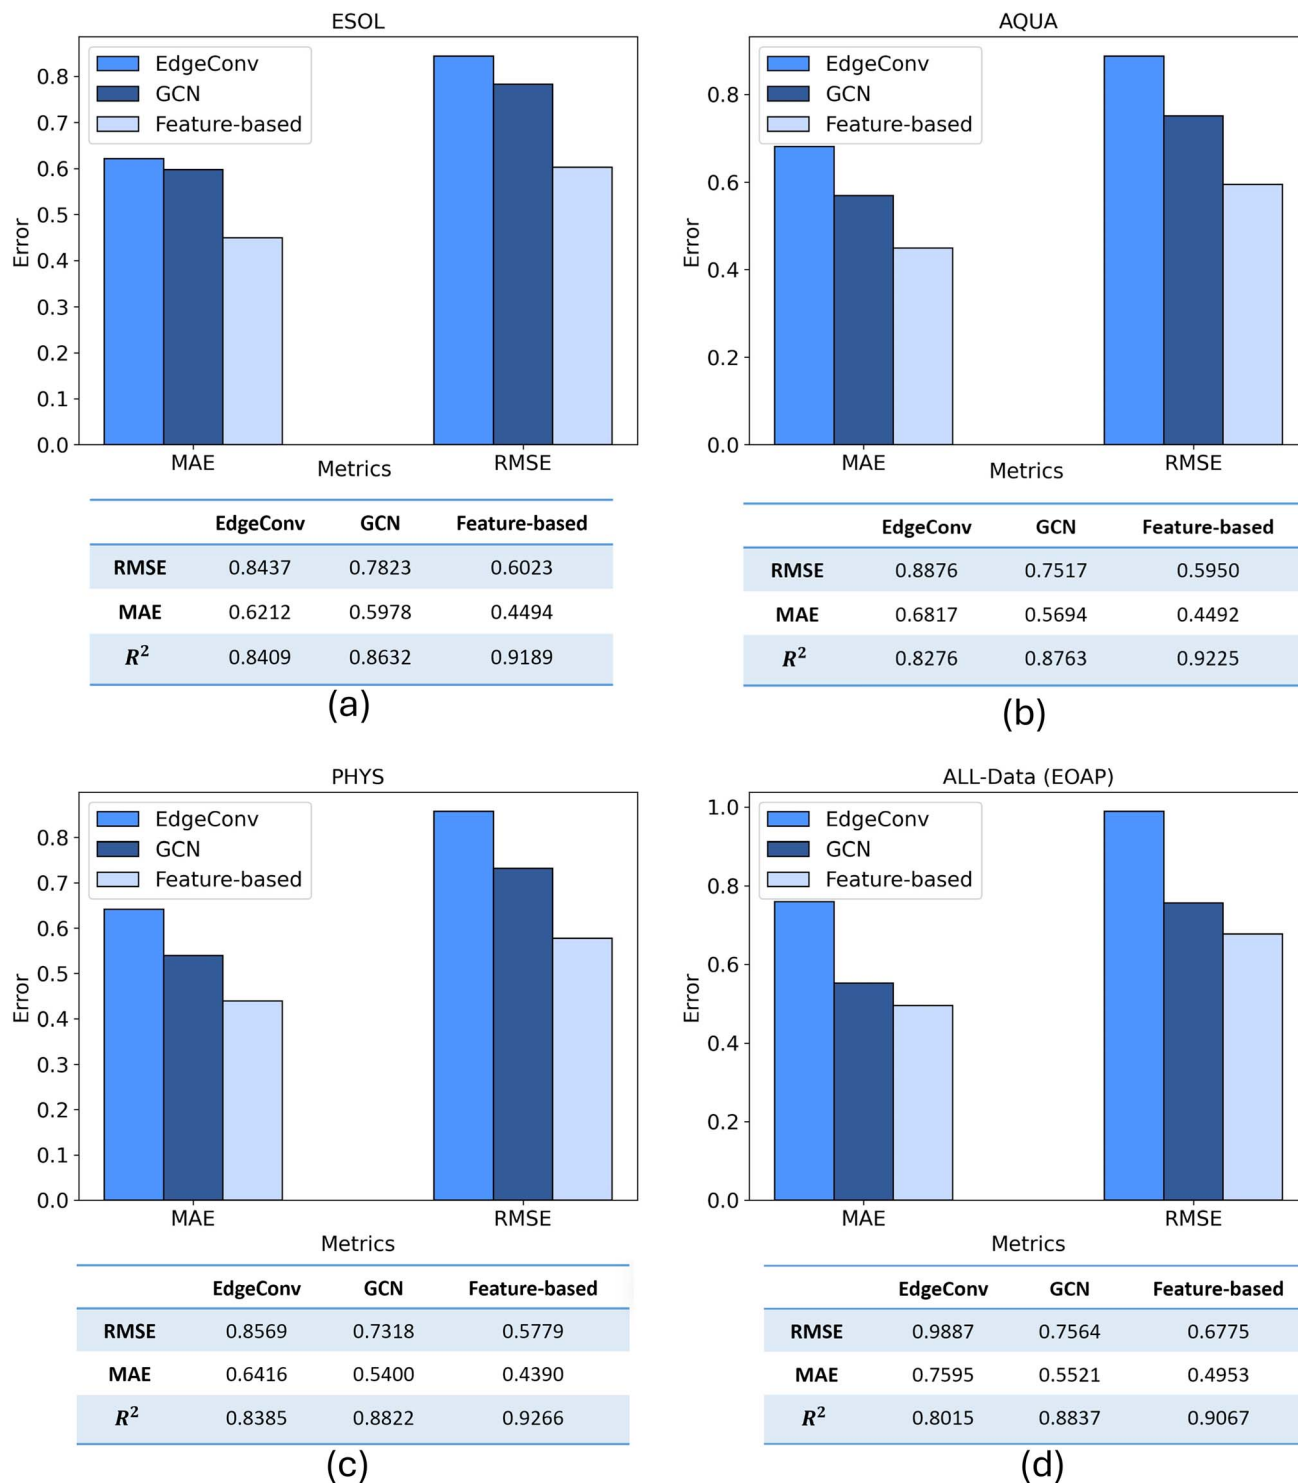 ESOL
EdgeConv
GCN
Feature-based
0.8
0.7
0.6
0.5
0.4
0.3
0.2
0.1
0.0
Error
MAE
RMSE
Metrics
EdgeConv GCN Feature-based
RMSE 0.8437 0.7823 0.6023
MAE 0.6212 0.5978 0.4494
R² 0.8409 0.8632 0.9189
(a)
AQUA
EdgeConv
GCN
Feature-based
0.8
0.6
0.4
0.2
0.0
Error
MAE
RMSE
Metrics
EdgeConv GCN Feature-based
RMSE 0.8876 0.7517 0.5950
MAE 0.6817 0.5694 0.4492
R² 0.8276 0.8763 0.9225
(b)
PHYS
EdgeConv
GCN
Feature-based
0.8
0.7
0.6
0.5
0.4
0.3
0.2
0.1
0.0
Error
MAE
RMSE
Metrics
EdgeConv GCN Feature-based
RMSE 0.8569 0.7318 0.5779
MAE 0.6416 0.5400 0.4390
R² 0.8385 0.8822 0.9266
(c)
ALL-Data (EOAP)
EdgeConv
GCN
Feature-based
1.0
0.8
0.6
0.4
0.2
0.0
Error
MAE
RMSE
Metrics
EdgeConv GCN Feature-based
RMSE 0.9887 0.7564 0.6775
MAE 0.7595 0.5521 0.4953
R² 0.8015 0.8837 0.9067
(d)